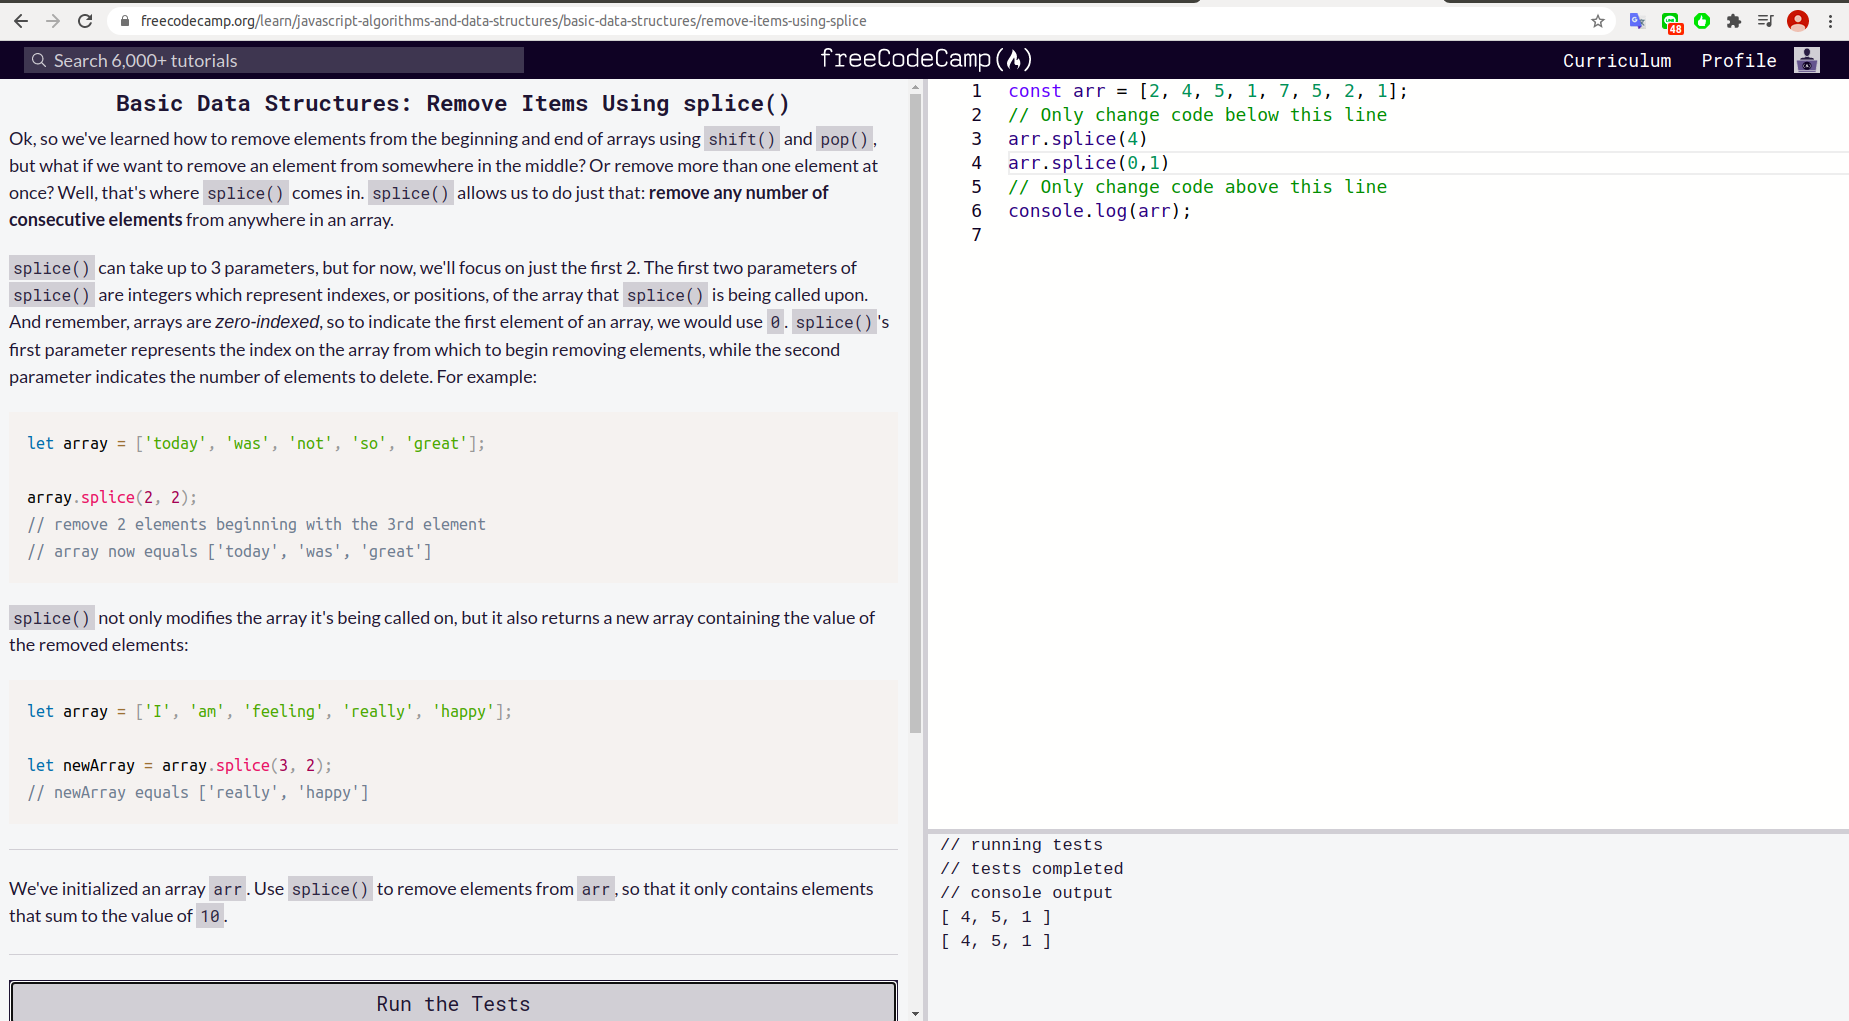 freecodecamp.org/learn/javascript-algorithms-and-data-structures/basic-data-structures/remove-items-using-splice
48
Search 6,000+ tutorials
freeCodeCamp(🔥)
Curriculum Profile
Basic Data Structures: Remove Items Using splice()
Ok, so we've learned how to remove elements from the beginning and end of arrays using shift() and pop(),
but what if we want to remove an element from somewhere in the middle? Or remove more than one element at
once? Well, that's where splice() comes in. splice() allows us to do just that: remove any number of
consecutive elements from anywhere in an array.
splice() can take up to 3 parameters, but for now, we'll focus on just the first 2. The first two parameters of
splice() are integers which represent indexes, or positions, of the array that splice() is being called upon.
And remember, arrays are zero-indexed, so to indicate the first element of an array, we would use 0. splice()'s
first parameter represents the index on the array from which to begin removing elements, while the second
parameter indicates the number of elements to delete. For example:
let array = ['today', 'was', 'not', 'so', 'great'];
array.splice(2, 2);
// remove 2 elements beginning with the 3rd element
// array now equals ['today', 'was', 'great']
splice() not only modifies the array it's being called on, but it also returns a new array containing the value of
the removed elements:
let array = ['I', 'am', 'feeling', 'really', 'happy'];
let newArray = array.splice(3, 2);
// newArray equals ['really', 'happy']
We've initialized an array arr. Use splice() to remove elements from arr, so that it only contains elements
that sum to the value of 10.
Run the Tests
1 const arr = [2, 4, 5, 1, 7, 5, 2, 1];
2 // Only change code below this line
3 arr.splice(4)
4 arr.splice(0,1)
5 // Only change code above this line
6 console.log(arr);
7
// running tests
// tests completed
// console output
[ 4, 5, 1 ]
[ 4, 5, 1 ]